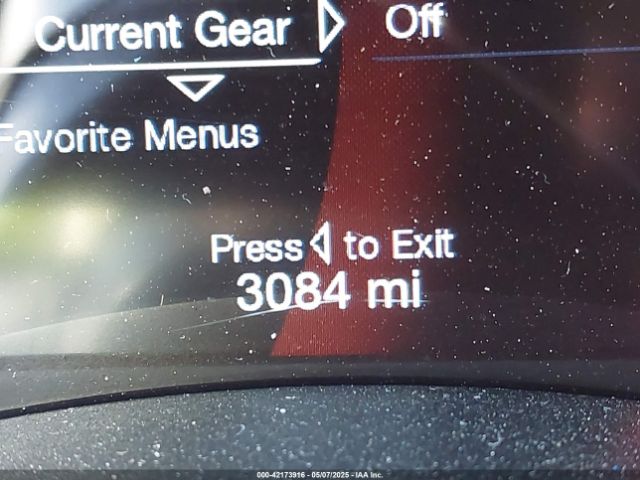 Current Gear
Off
Favorite Menus
Press to Exit
3084 mi
000-42173916 - 05/07/2025 - IAA Inc.